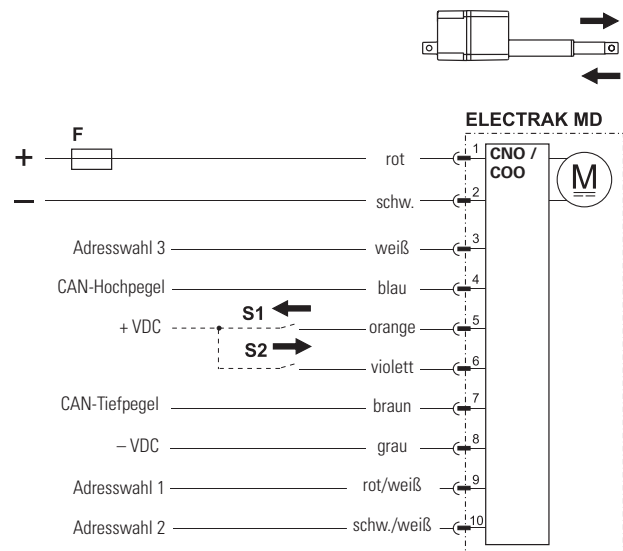 ELECTRAK MD
F
+ rot 1 CNO /
COO
M
– schw. 2
Adresswahl 3 weiß 3
CAN-Hochpegel blau 4
S1
+ VDC orange 5
S2
violett 6
CAN-Tiefpegel braun 7
– VDC grau 8
Adresswahl 1 rot/weiß 9
Adresswahl 2 schw./weiß 10